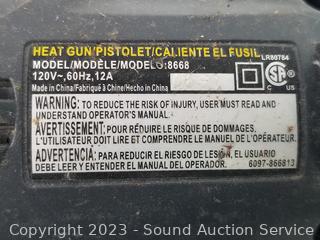 HEAT GUN/PISTOLET/CALIENTE EL FUSIL
LR80784
MODEL/MODÈLE/MODELO:8668
120V~,60Hz,12A
Made in China/Fabriqué à Chine/Hecho en China
C US
WARNING: TO REDUCE THE RISK OF INJURY, USER MUST READ AND
UNDERSTAND OPERATOR'S MANUAL.
AVERTISSEMENT: POUR RÉDUIRE LE RISQUE DE DOMMAGES,
L'UTILISATEUR DOIT LIRE ET COMPRENDRE LE MANUEL DE L'OPÉRATEUR.
ADVERTENCIA: PARA REDUCIR EL RIESGO DE LESIÓN, EL USUARIO
DEBE LEER Y ENTENDER EL MANUAL DEL OPERADOR. 6097-866813
Copyright 2023 - Sound Auction Service